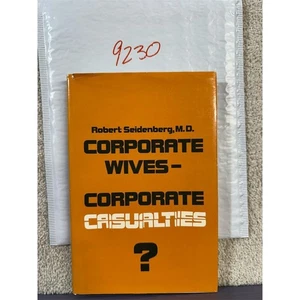 9230
Robert Seidenberg, M.D.
CORPORATE
WIVES–
CORPORATE
CASUALTIES
?